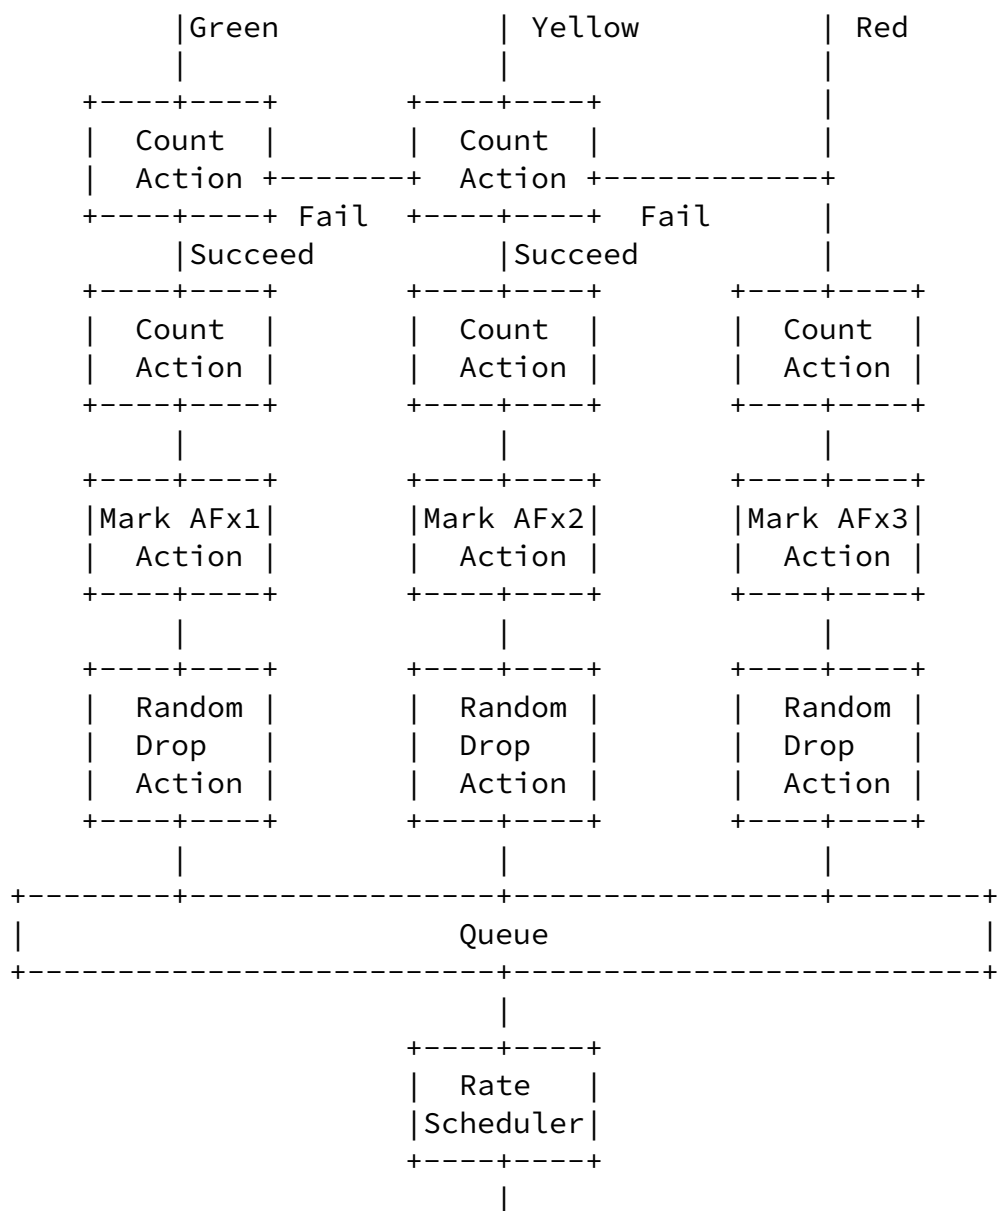 Green Yellow Red
Count Count
Action Action
Fail Fail
Succeed Succeed
Count Count Count
Action Action Action
Mark AFx1 Mark AFx2 Mark AFx3
Action Action Action
Random Random Random
Drop Drop Drop
Action Action Action
Queue
Rate
Scheduler